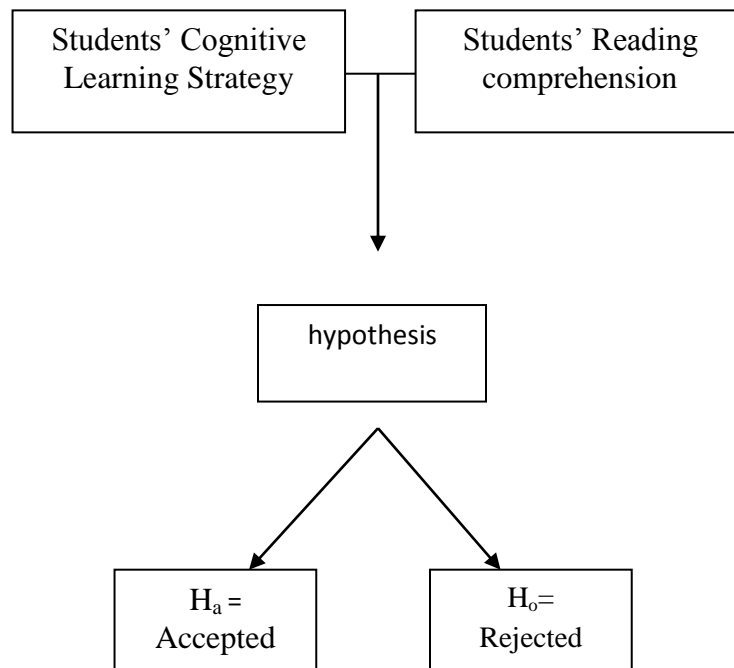 Students’ Cognitive
Learning Strategy
Students’ Reading
comprehension
hypothesis
Hₐ =
Accepted
Hₒ=
Rejected